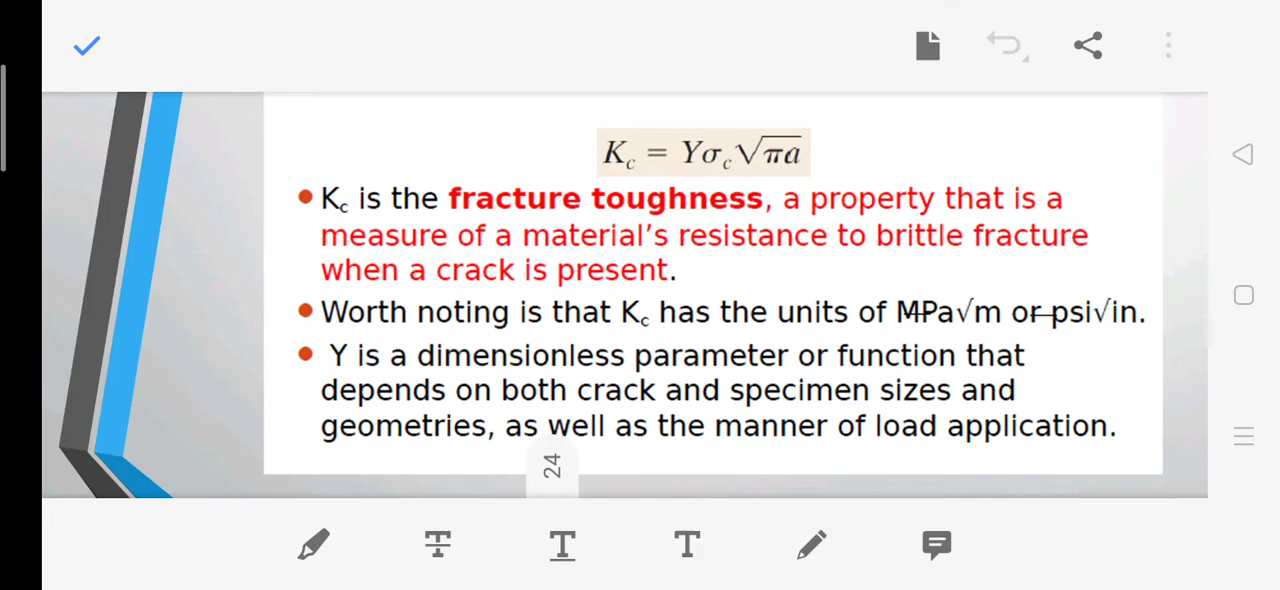 K_c = Yσ_c√πa
• K_c is the fracture toughness, a property that is a
measure of a material's resistance to brittle fracture
when a crack is present.
• Worth noting is that K_c has the units of MPa√m or psi√in.
• Y is a dimensionless parameter or function that
depends on both crack and specimen sizes and
geometries, as well as the manner of load application.
24